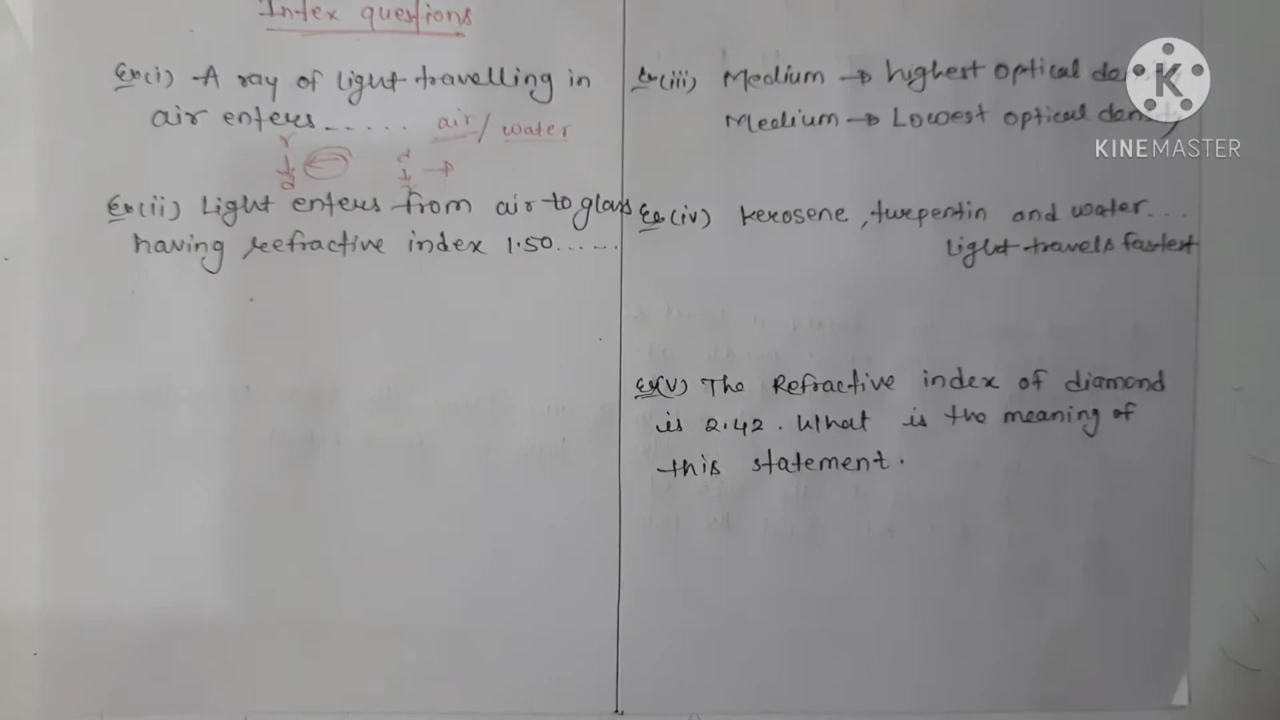 Index questions
Ex(i) A ray of light travelling in
air enters...... air / water
r d
Ex(ii) Light enters from air to glass
having refractive index 1.50......
Ex(iii) Medium → highest optical
Medium → Lowest optical density
KINEMASTER
Ex(iv) Kerosene, turpentin and water...
Light travels fastest
Ex(v) The Refractive index of diamond
is 2.42. What is the meaning of
this statement.